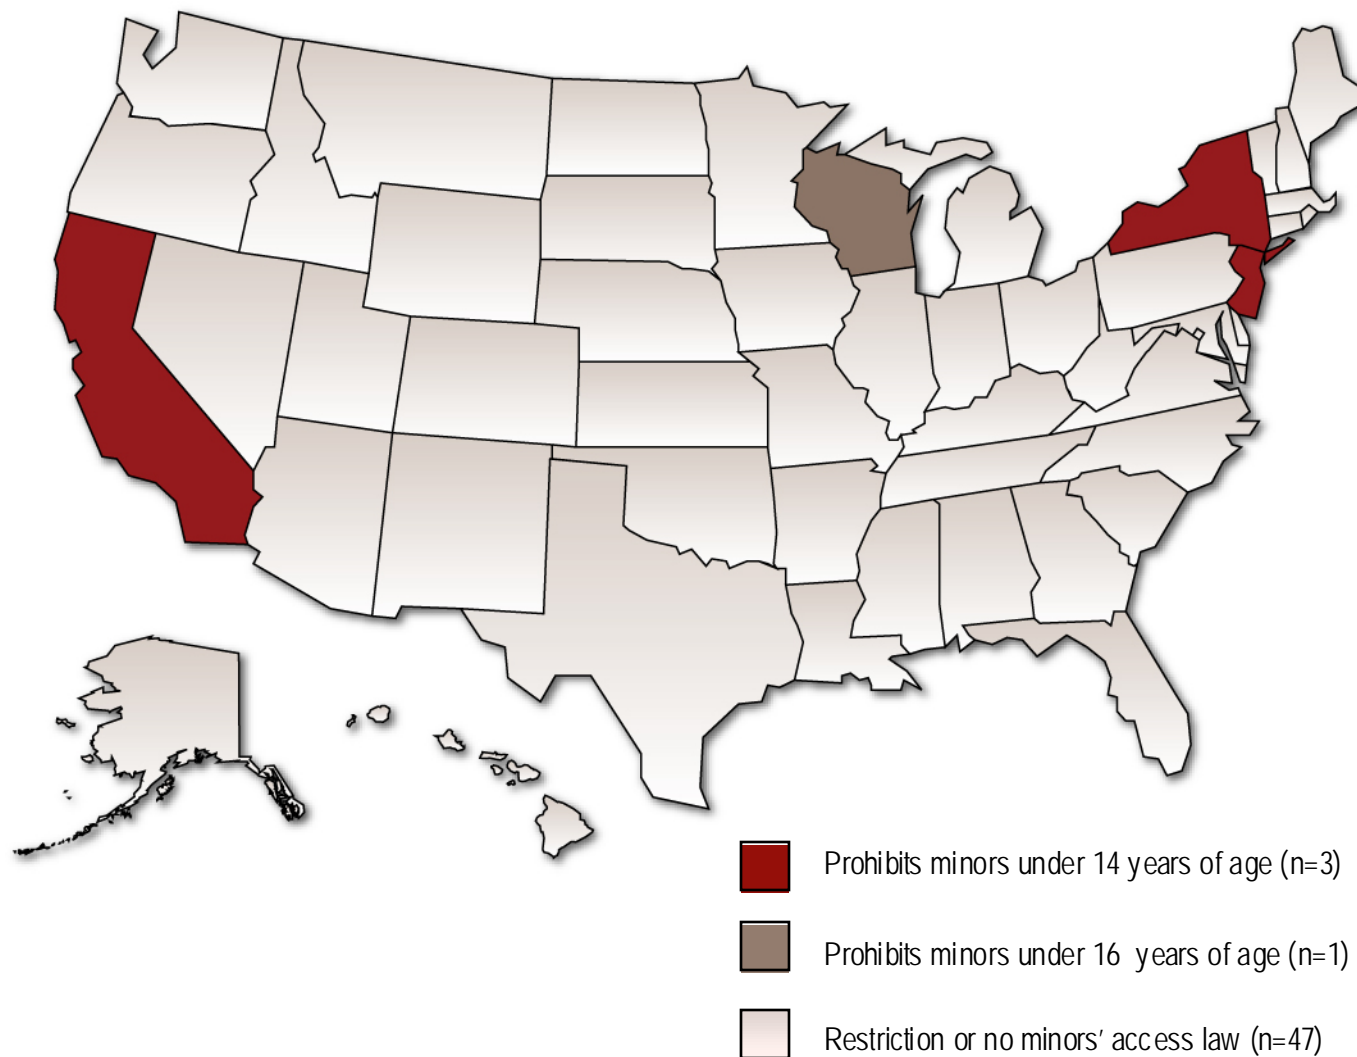 Prohibits minors under 14 years of age (n=3)
Prohibits minors under 16 years of age (n=1)
Restriction or no minors’ access law (n=47)